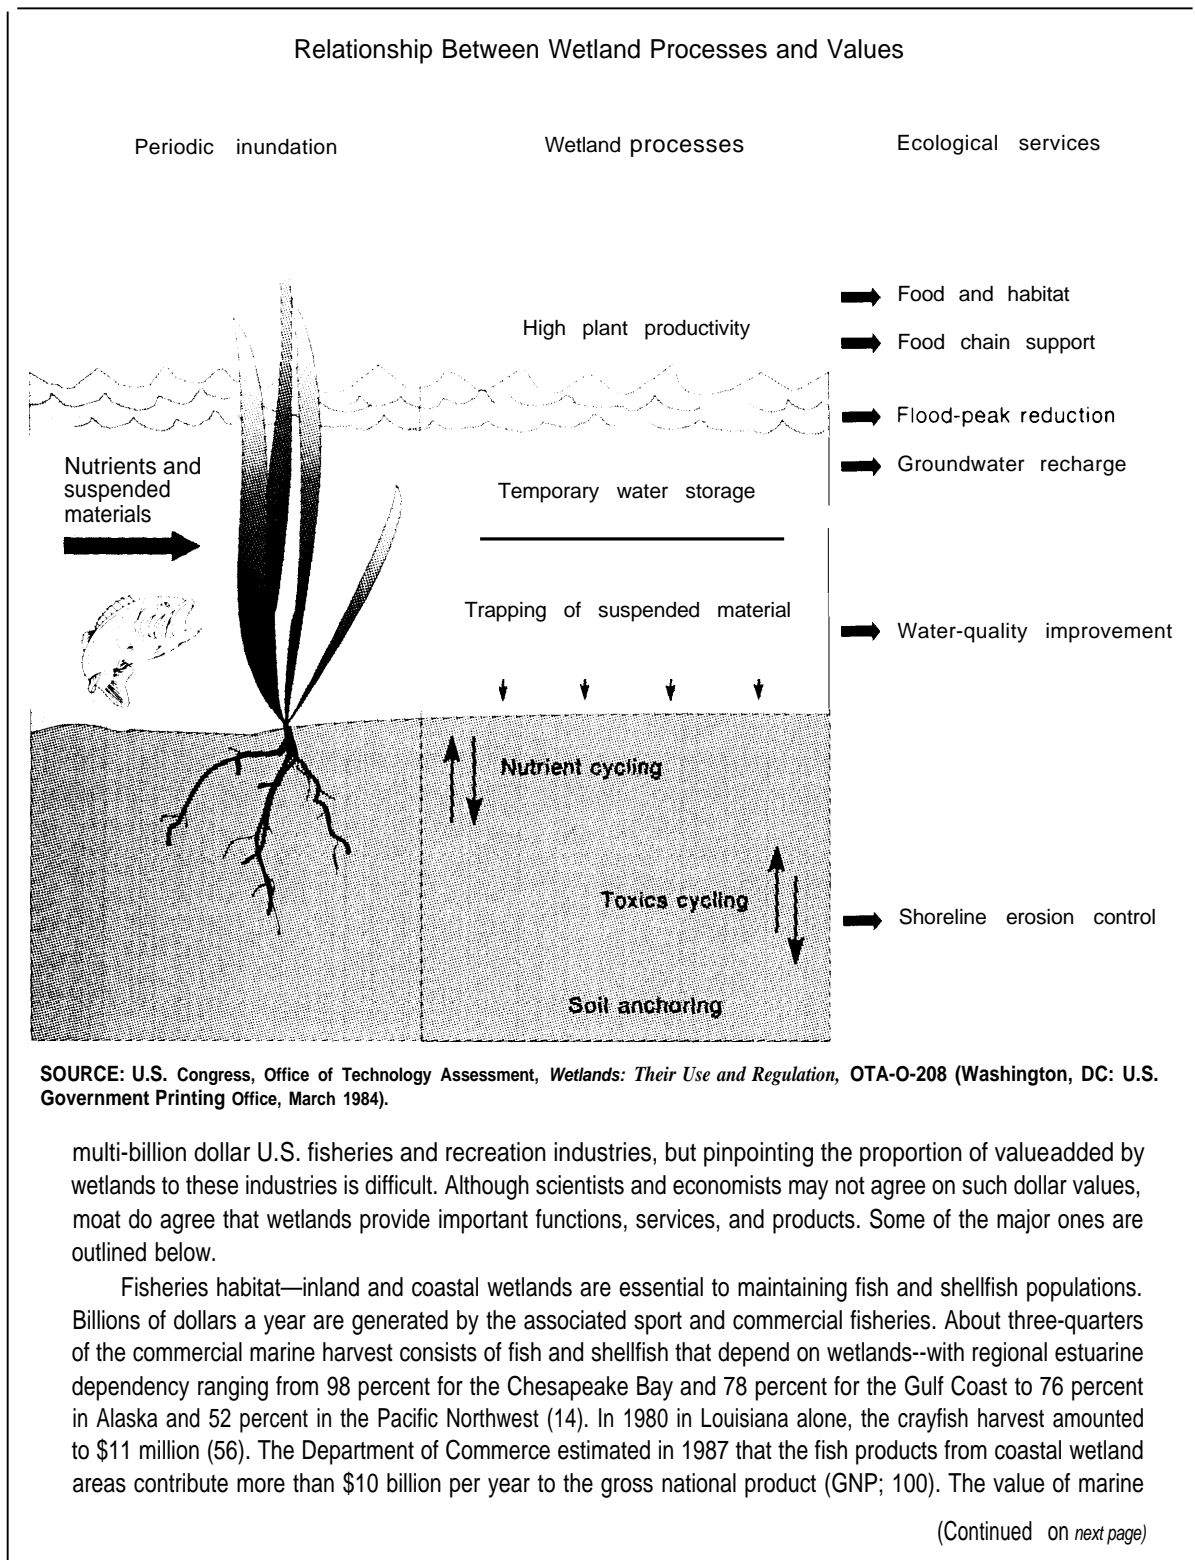 Relationship Between Wetland Processes and Values
Periodic inundation
Wetland processes
Ecological services
High plant productivity
Food and habitat
Food chain support
Flood-peak reduction
Groundwater recharge
Nutrients and
suspended
materials
Temporary water storage
Trapping of suspended material
Water-quality improvement
Nutrient cycling
Toxics cycling
Shoreline erosion control
Soil anchoring
SOURCE: U.S. Congress, Office of Technology Assessment, Wetlands: Their Use and Regulation, OTA-O-208 (Washington, DC: U.S.
Government Printing Office, March 1984).
multi-billion dollar U.S. fisheries and recreation industries, but pinpointing the proportion of valueadded by
wetlands to these industries is difficult. Although scientists and economists may not agree on such dollar values,
moat do agree that wetlands provide important functions, services, and products. Some of the major ones are
outlined below.
Fisheries habitat—inland and coastal wetlands are essential to maintaining fish and shellfish populations.
Billions of dollars a year are generated by the associated sport and commercial fisheries. About three-quarters
of the commercial marine harvest consists of fish and shellfish that depend on wetlands--with regional estuarine
dependency ranging from 98 percent for the Chesapeake Bay and 78 percent for the Gulf Coast to 76 percent
in Alaska and 52 percent in the Pacific Northwest (14). In 1980 in Louisiana alone, the crayfish harvest amounted
to $11 million (56). The Department of Commerce estimated in 1987 that the fish products from coastal wetland
areas contribute more than $10 billion per year to the gross national product (GNP; 100). The value of marine
(Continued on next page)